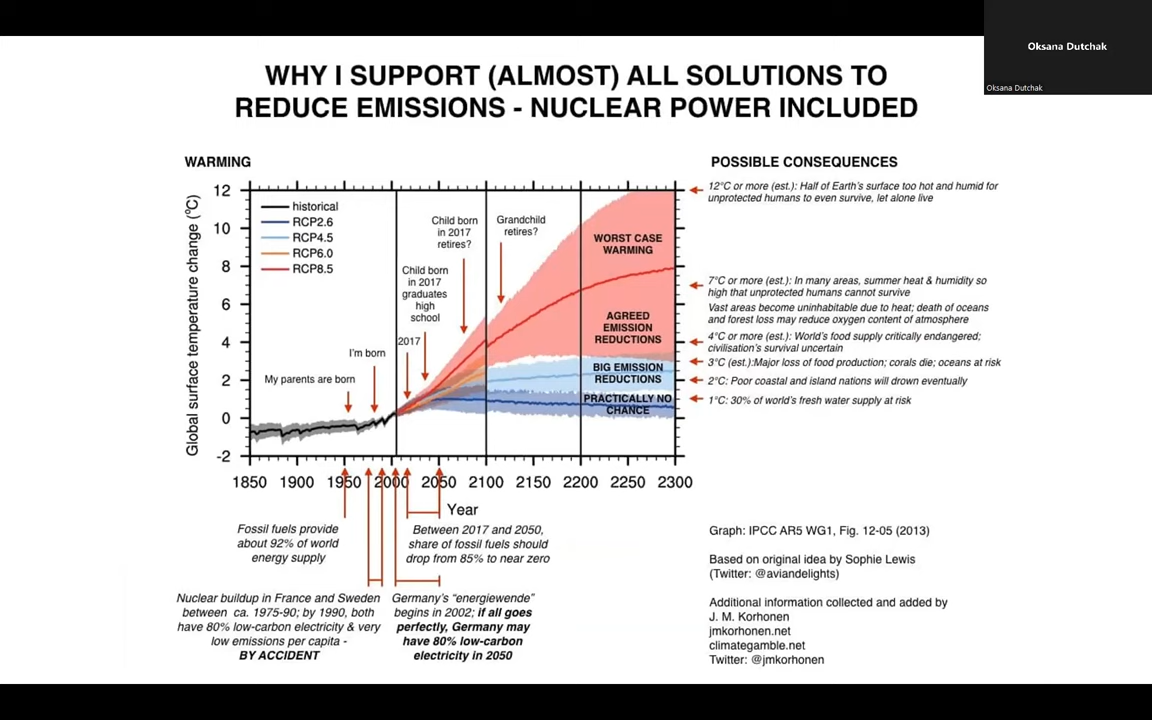 Oksana Dutchak
Oksana Dutchak
WHY I SUPPORT (ALMOST) ALL SOLUTIONS TO
REDUCE EMISSIONS - NUCLEAR POWER INCLUDED
WARMING
Global surface temperature change (°C)
12
10
8
6
4
2
0
-2
historical
RCP2.6
RCP4.5
RCP6.0
RCP8.5
My parents are born
I'm born
2017
Child born
in 2017
graduates
high
school
Child born
in 2017
retires?
Grandchild
retires?
WORST CASE
WARMING
AGREED
EMISSION
REDUCTIONS
BIG EMISSION
REDUCTIONS
PRACTICALLY NO
CHANCE
1850 1900 1950 2000 2050 2100 2150 2200 2250 2300
Year
POSSIBLE CONSEQUENCES
12°C or more (est.): Half of Earth's surface too hot and humid for
unprotected humans to even survive, let alone live
7°C or more (est.): In many areas, summer heat & humidity so
high that unprotected humans cannot survive
Vast areas become uninhabitable due to heat; death of oceans
and forest loss may reduce oxygen content of atmosphere
4°C or more (est.): World's food supply critically endangered;
civilisation's survival uncertain
3°C (est.):Major loss of food production; corals die; oceans at risk
2°C: Poor coastal and island nations will drown eventually
1°C: 30% of world's fresh water supply at risk
Fossil fuels provide
about 92% of world
energy supply
Between 2017 and 2050,
share of fossil fuels should
drop from 85% to near zero
Nuclear buildup in France and Sweden
between ca. 1975-90; by 1990, both
have 80% low-carbon electricity & very
low emissions per capita -
BY ACCIDENT
Germany's "energiewende"
begins in 2002; if all goes
perfectly, Germany may
have 80% low-carbon
electricity in 2050
Graph: IPCC AR5 WG1, Fig. 12-05 (2013)
Based on original idea by Sophie Lewis
(Twitter: @aviandelights)
Additional information collected and added by
J. M. Korhonen
jmkorhonen.net
climategamble.net
Twitter: @jmkorhonen